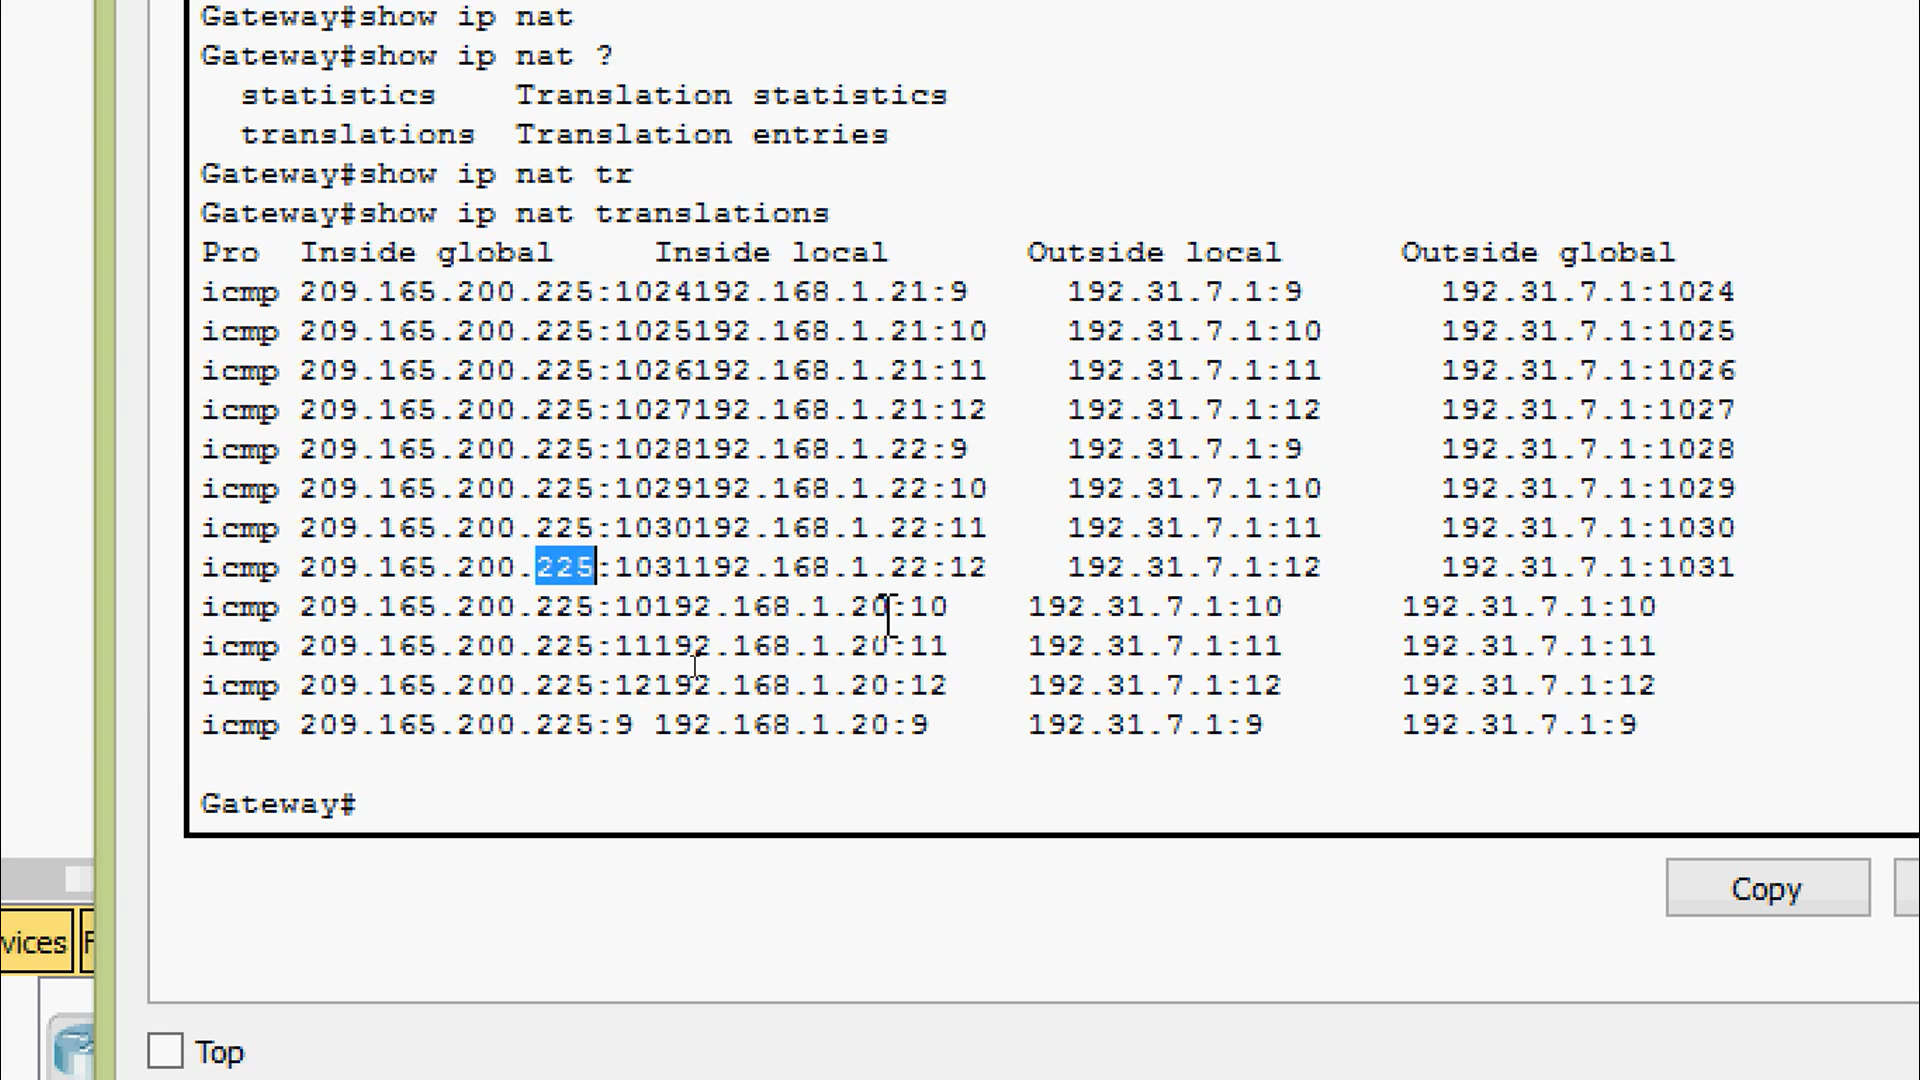 Gateway#show ip nat
Gateway#show ip nat ?
  statistics    Translation statistics
  translations  Translation entries
Gateway#show ip nat tr
Gateway#show ip nat translations
Pro  Inside global     Inside local       Outside local      Outside global
icmp 209.165.200.225:1024192.168.1.21:9     192.31.7.1:9       192.31.7.1:1024
icmp 209.165.200.225:1025192.168.1.21:10    192.31.7.1:10      192.31.7.1:1025
icmp 209.165.200.225:1026192.168.1.21:11    192.31.7.1:11      192.31.7.1:1026
icmp 209.165.200.225:1027192.168.1.21:12    192.31.7.1:12      192.31.7.1:1027
icmp 209.165.200.225:1028192.168.1.22:9     192.31.7.1:9       192.31.7.1:1028
icmp 209.165.200.225:1029192.168.1.22:10    192.31.7.1:10      192.31.7.1:1029
icmp 209.165.200.225:1030192.168.1.22:11    192.31.7.1:11      192.31.7.1:1030
icmp 209.165.200.225:1031192.168.1.22:12    192.31.7.1:12      192.31.7.1:1031
icmp 209.165.200.225:10192.168.1.20:10    192.31.7.1:10      192.31.7.1:10
icmp 209.165.200.225:11192.168.1.20:11    192.31.7.1:11      192.31.7.1:11
icmp 209.165.200.225:12192.168.1.20:12    192.31.7.1:12      192.31.7.1:12
icmp 209.165.200.225:9 192.168.1.20:9     192.31.7.1:9       192.31.7.1:9
Gateway#
Copy
vices
Top